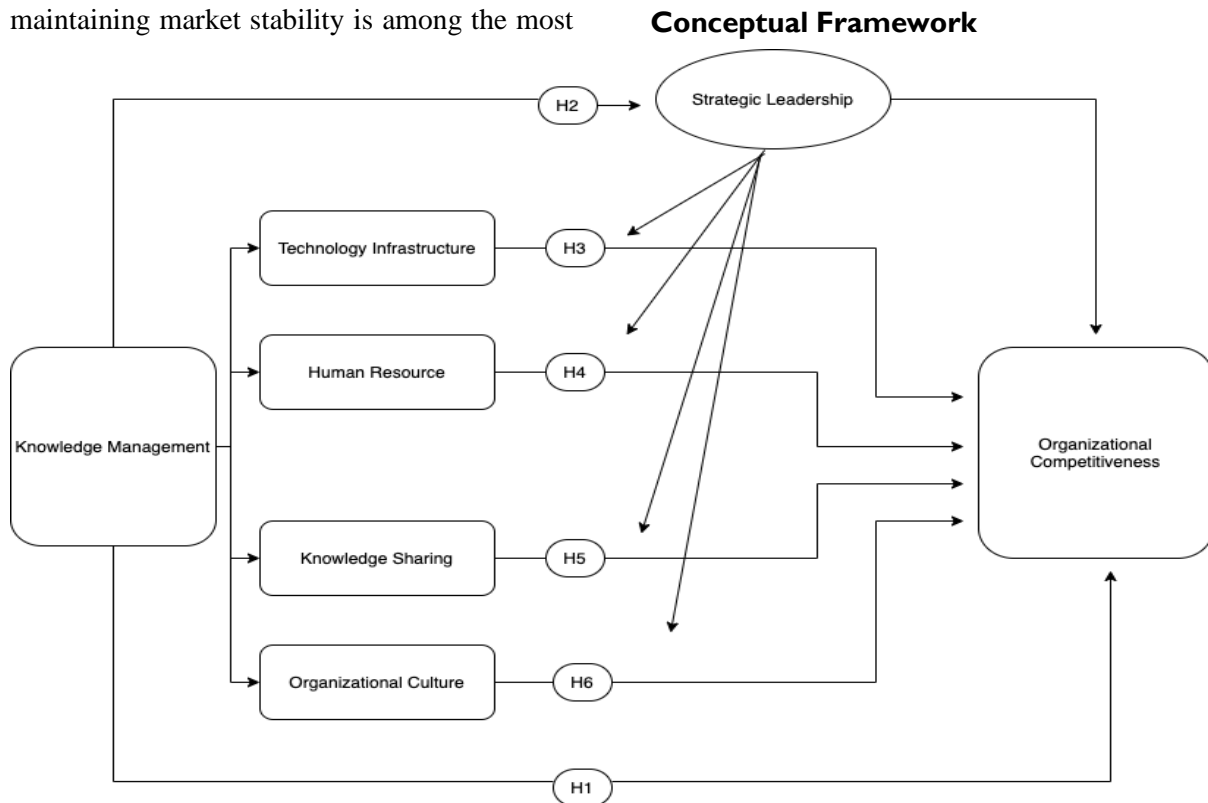 maintaining market stability is among the most
Conceptual Framework
H2
Strategic Leadership
Technology Infrastructure
H3
Human Resource
H4
Knowledge Management
Organizational
Competitiveness
Knowledge Sharing
H5
Organizational Culture
H6
H1